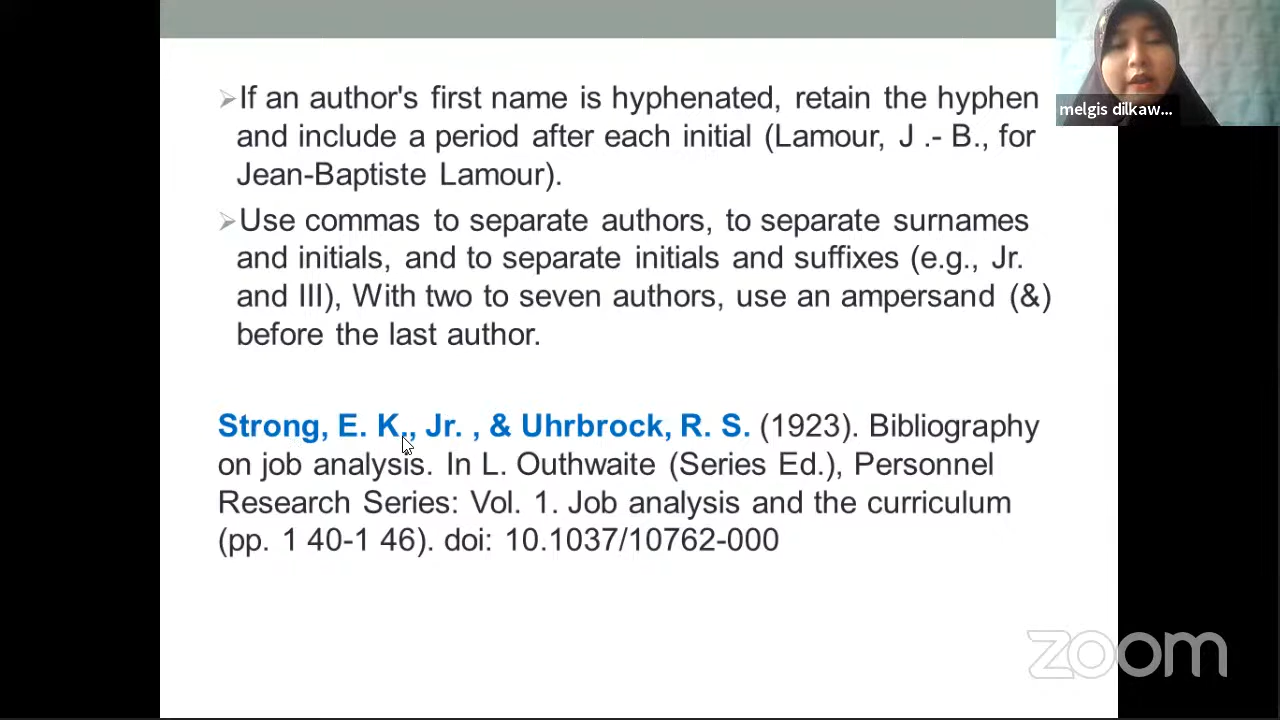 ➢If an author's first name is hyphenated, retain the hyphen
and include a period after each initial (Lamour, J .- B., for
Jean-Baptiste Lamour).
➢Use commas to separate authors, to separate surnames
and initials, and to separate initials and suffixes (e.g., Jr.
and III), With two to seven authors, use an ampersand (&)
before the last author.
Strong, E. K., Jr. , & Uhrbrock, R. S. (1923). Bibliography
on job analysis. In L. Outhwaite (Series Ed.), Personnel
Research Series: Vol. 1. Job analysis and the curriculum
(pp. 1 40-1 46). doi: 10.1037/10762-000
melgis dilkaw...
zoom